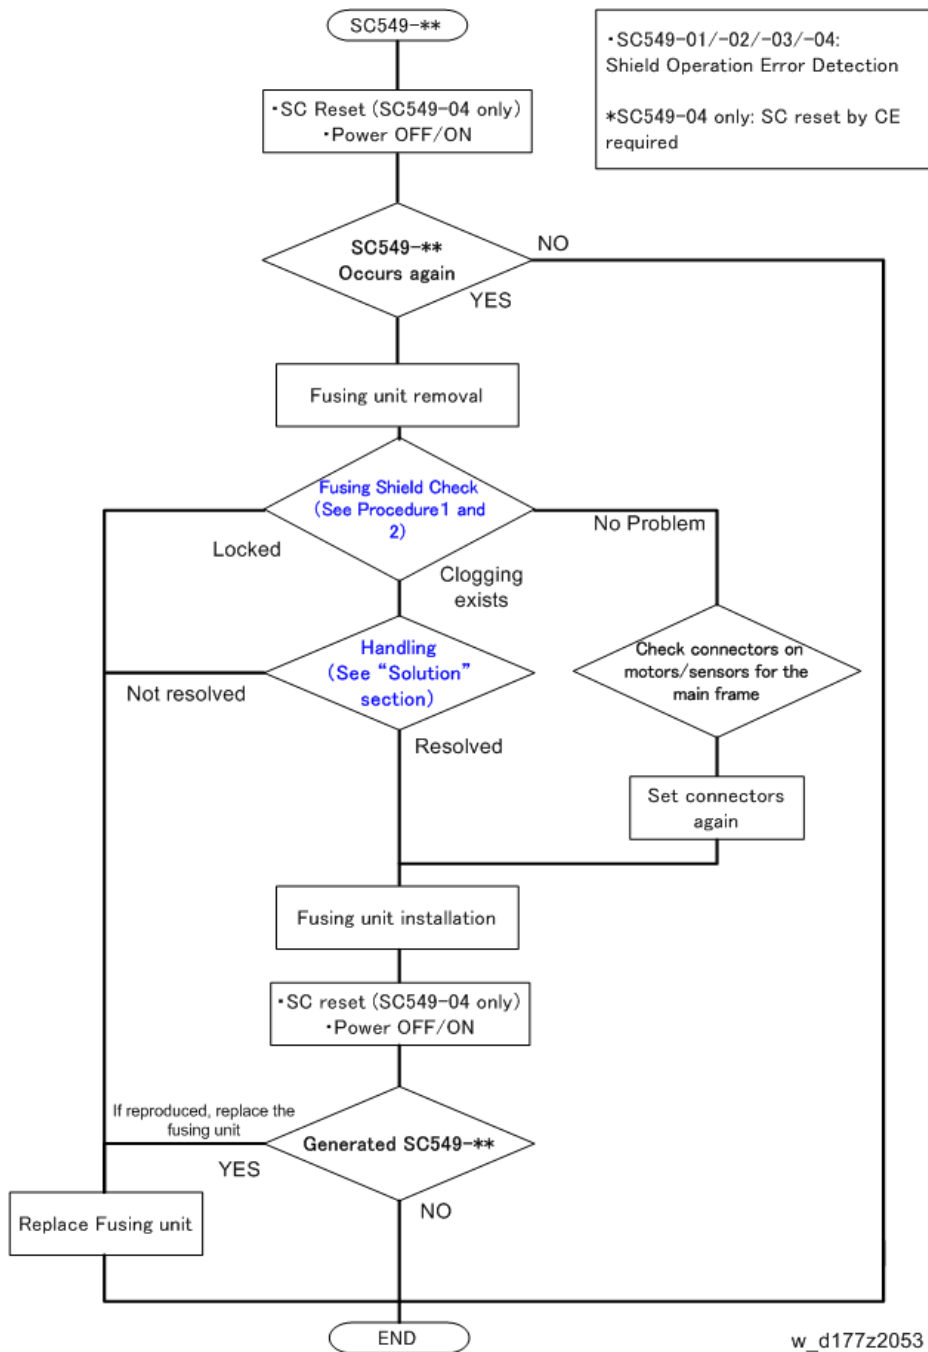 SC549-**
・SC549-01/-02/-03/-04:
Shield Operation Error Detection
*SC549-04 only: SC reset by CE
required
・SC Reset (SC549-04 only)
・Power OFF/ON
SC549-**
Occurs again
NO
YES
Fusing unit removal
Fusing Shield Check
(See Procedure1 and
2)
Locked
No Problem
Clogging
exists
Handling
(See “Solution”
section)
Not resolved
Resolved
Check connectors on
motors/sensors for the
main frame
Set connectors
again
Fusing unit installation
・SC reset (SC549-04 only)
・Power OFF/ON
If reproduced, replace the
fusing unit
Generated SC549-**
YES
NO
Replace Fusing unit
END
w_d177z2053